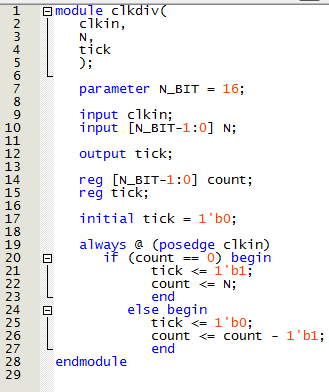 1 module clkdiv(
2 clkin,
3 N,
4 tick
5 );
6
7 parameter N_BIT = 16;
8
9 input clkin;
10 input [N_BIT-1:0] N;
11
12 output tick;
13
14 reg [N_BIT-1:0] count;
15 reg tick;
16
17 initial tick = 1'b0;
18
19 always @ (posedge clkin)
20 if (count == 0) begin
21 tick <= 1'b1;
22 count <= N;
23 end
24 else begin
25 tick <= 1'b0;
26 count <= count - 1'b1;
27 end
28 endmodule
29